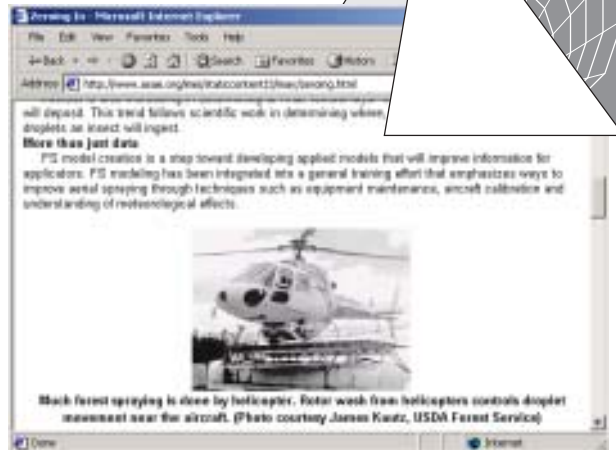 Zeroing In - Microsoft Internet Explorer
File Edit View Favorites Tools Help
Back Search Favorites History
Address http://www.asae.org/
will deposit. This trend follows scientific work in determining where,
droplets an insect will ingest.
More than just data
FS model creation is a step toward developing applied models that will improve information for
applicators. FS modeling has been integrated into a general training effort that emphasizes ways to
improve aerial spraying through techniques such as equipment maintenance, aircraft calibration and
understanding of meteorological effects.
Much forest spraying is done by helicopter. Rotor wash from helicopters controls droplet
movement near the aircraft. (Photo courtesy James Kautz, USDA Forest Service)
Done Internet